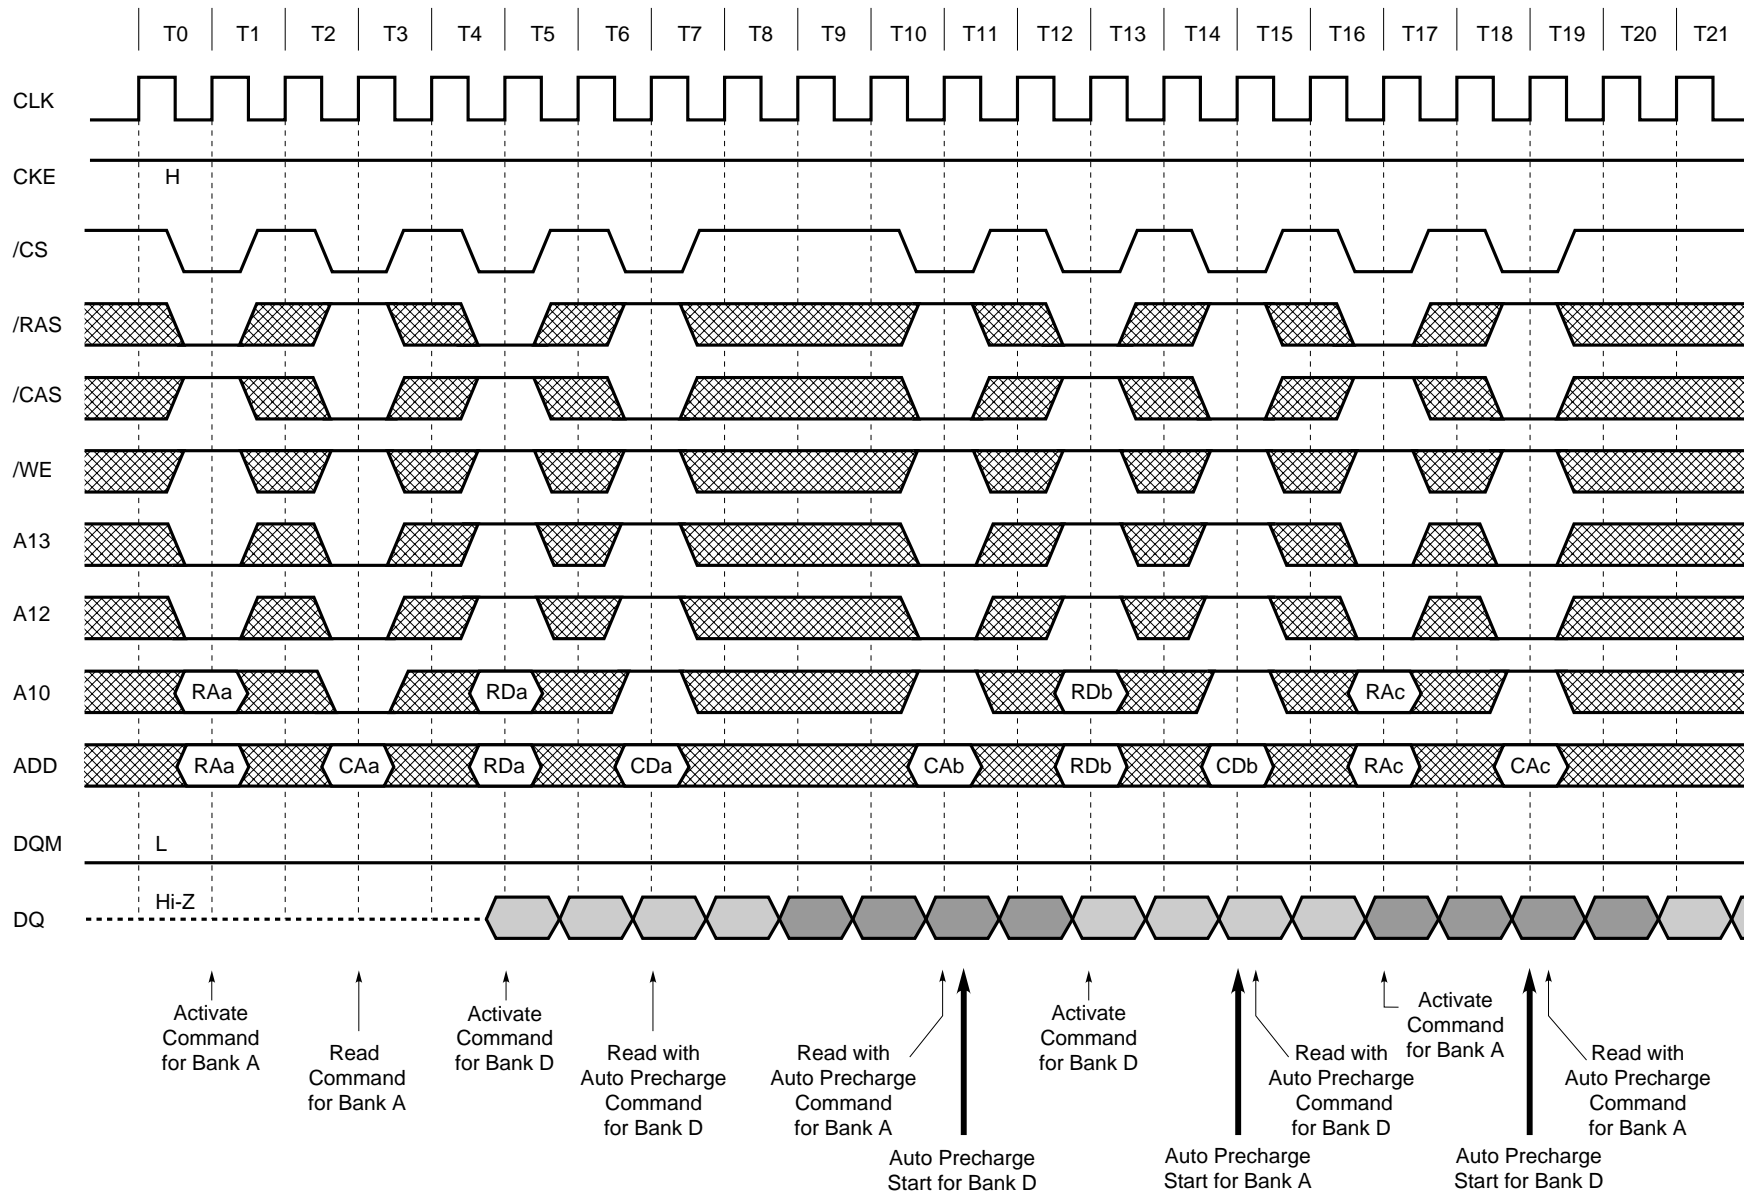 T0 T1 T2 T3 T4 T5 T6 T7 T8 T9 T10 T11 T12 T13 T14 T15 T16 T17 T18 T19 T20 T21
CLK
CKE H
/CS
/RAS
/CAS
/WE
A13
A12
A10 RAa RDa RDb RAc
ADD RAa CAa RDa CDa CAb RDb CDb RAc CAc
DQM L
DQ Hi-Z
Activate
Command
for Bank A
Read
Command
for Bank A
Activate
Command
for Bank D
Read with
Auto Precharge
Command
for Bank D
Read with
Auto Precharge
Command
for Bank A
Auto Precharge
Start for Bank D
Activate
Command
for Bank D
Auto Precharge
Start for Bank A
Read with
Auto Precharge
Command
for Bank D
Activate
Command
for Bank A
Auto Precharge
Start for Bank D
Read with
Auto Precharge
Command
for Bank A